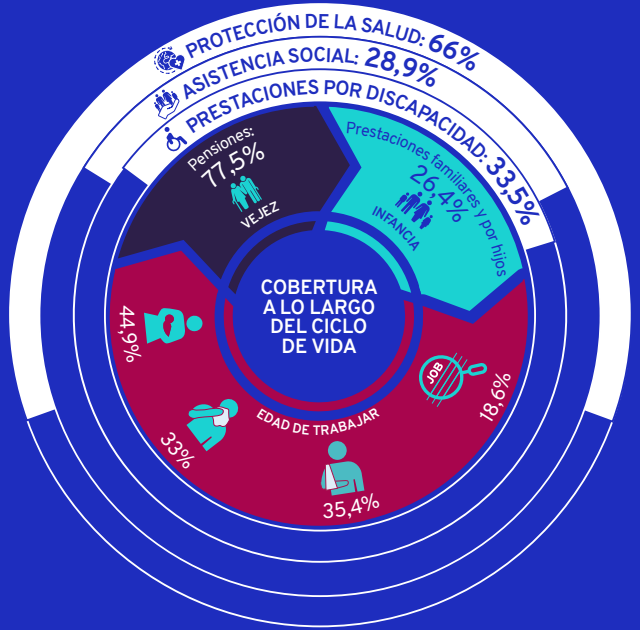 PROTECCIÓN DE LA SALUD: 66%
ASISTENCIA SOCIAL: 28,9%
PRESTACIONES POR DISCAPACIDAD: 33,5%
Pensiones:
77,5%
VEJEZ
Prestaciones familiares y por hijos
26,4%
INFANCIA
COBERTURA
A LO LARGO
DEL CICLO
DE VIDA
JOB
18,6%
EDAD DE TRABAJAR
35,4%
33%
44,9%